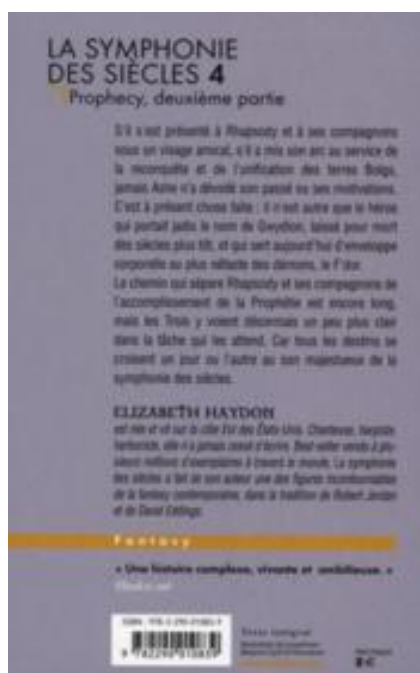 LA SYMPHONIE
DES SIÈCLES 4
Prophecy, deuxième partie
S'il s'est présenté à Rhapsody et à ses compagnons
sous un visage amical, s'il a mis son art au service de
la reconquête et de l'unification des terres Bolgs,
jamais Ashe n'a dévoilé son passé ou ses motivations.
C'est à présent chose faite : il n'est autre que le héros
qui portait jadis le nom de Gwydion, laissé pour mort
des siècles plus tôt, et qui sert aujourd'hui d'enveloppe
corporelle au plus néfaste des démons, le F'dor.
Le chemin qui sépare Rhapsody et ses compagnons de
l'accomplissement de la Prophétie est encore long,
mais les Trois y voient désormais un peu plus clair
dans la tâche qui les attend. Car tous les destins se
croisent un jour ou l'autre au son majestueux de la
symphonie des siècles.
ELIZABETH HAYDON
est née et vit sur la côte Est des États-Unis. Chanteuse, harpiste,
herboriste, elle n'a jamais cessé d'écrire. Best-seller vendu à plu-
sieurs millions d'exemplaires à travers le monde, La symphonie
des siècles a fait de son auteur une des figures incontournables
de la fantasy contemporaine, dans la tradition de Robert Jordan
et de David Eddings.
Fantasy
« Une histoire complexe, vivante et ambitieuse. »
Texte intégral